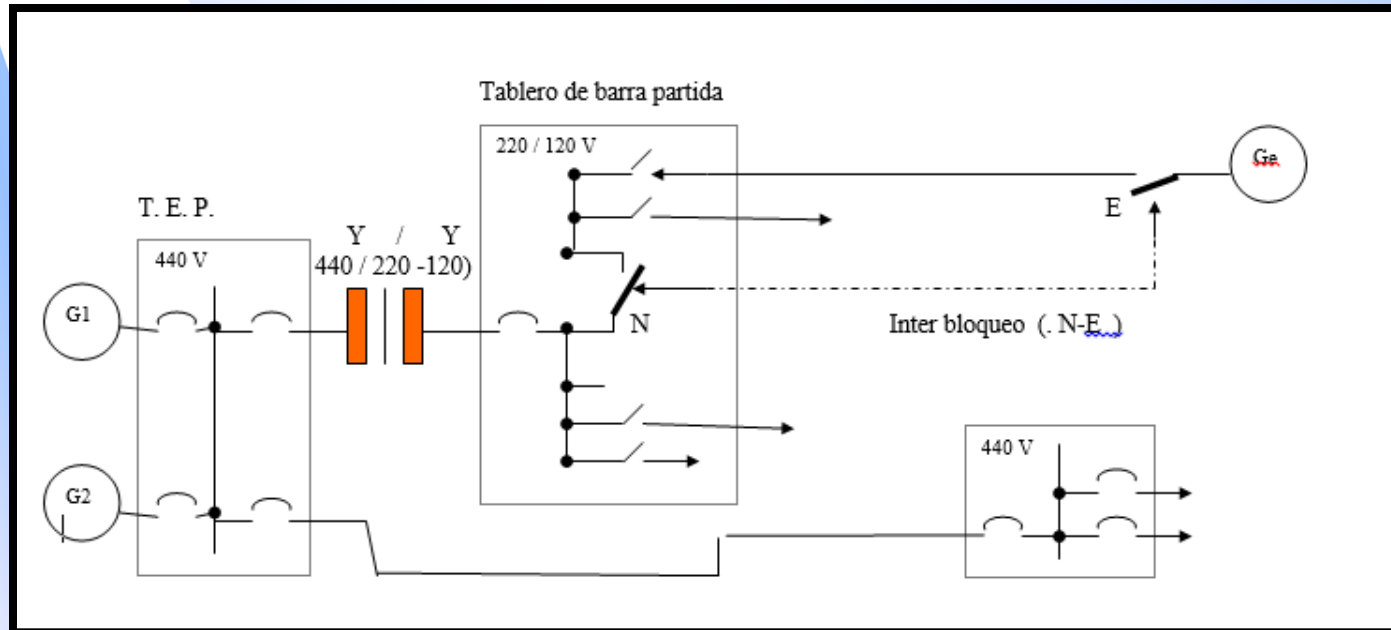 Tablero de barra partida
220 / 120 V
Ge
E
T. E. P.
440 V
Y / Y
440 / 220 -120)
G1
N
Inter bloqueo (. N-E )
440 V
G2